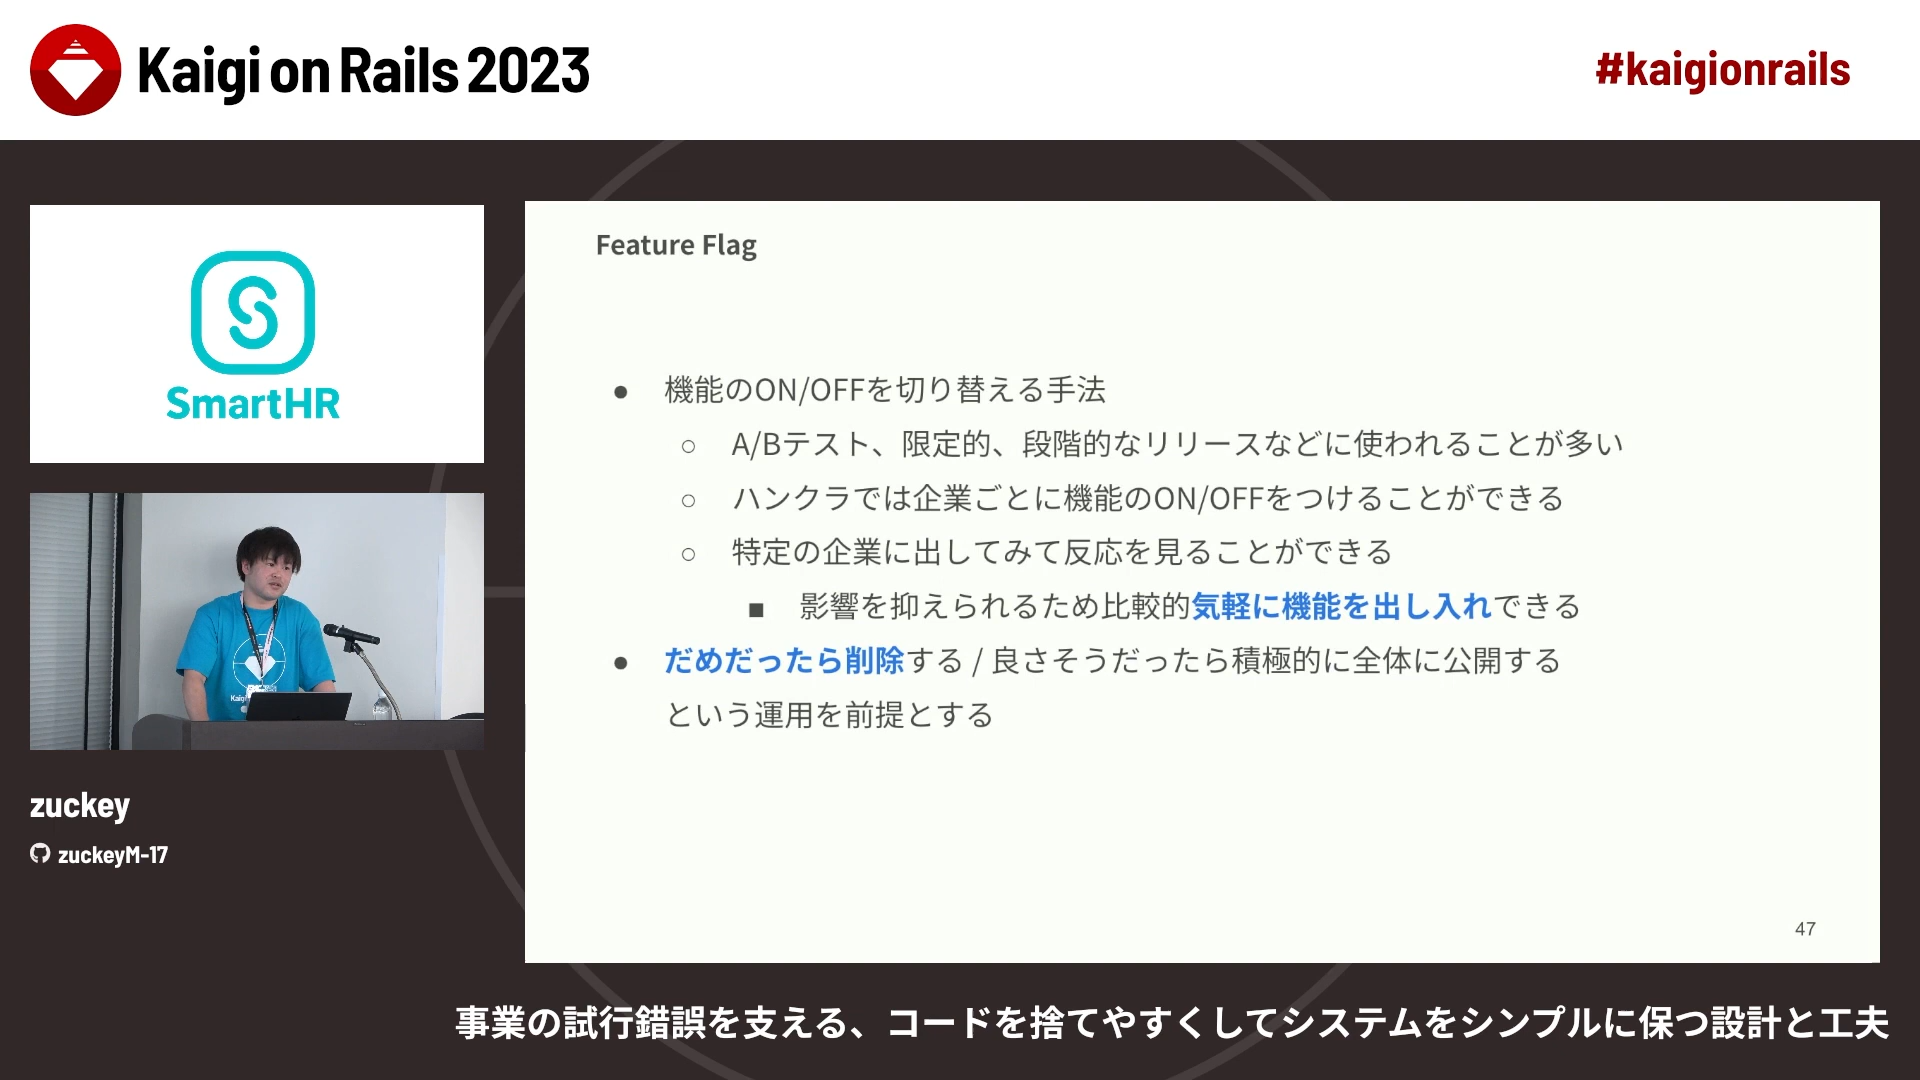 Kaigi on Rails 2023
#kaigionrails
SmartHR
zuckey
zuckeyM-17
Feature Flag
● 機能のON/OFFを切り替える手法
○ A/Bテスト、限定的、段階的なリリースなどに使われることが多い
○ ハンクラでは企業ごとに機能のON/OFFをつけることができる
○ 特定の企業に出してみて反応を見ることができる
■ 影響を抑えられるため比較的気軽に機能を出し入れできる
● だめだったら削除する / 良さそうだったら積極的に全体に公開する
という運用を前提とする
47
事業の試行錯誤を支える、コードを捨てやすくしてシステムをシンプルに保つ設計と工夫